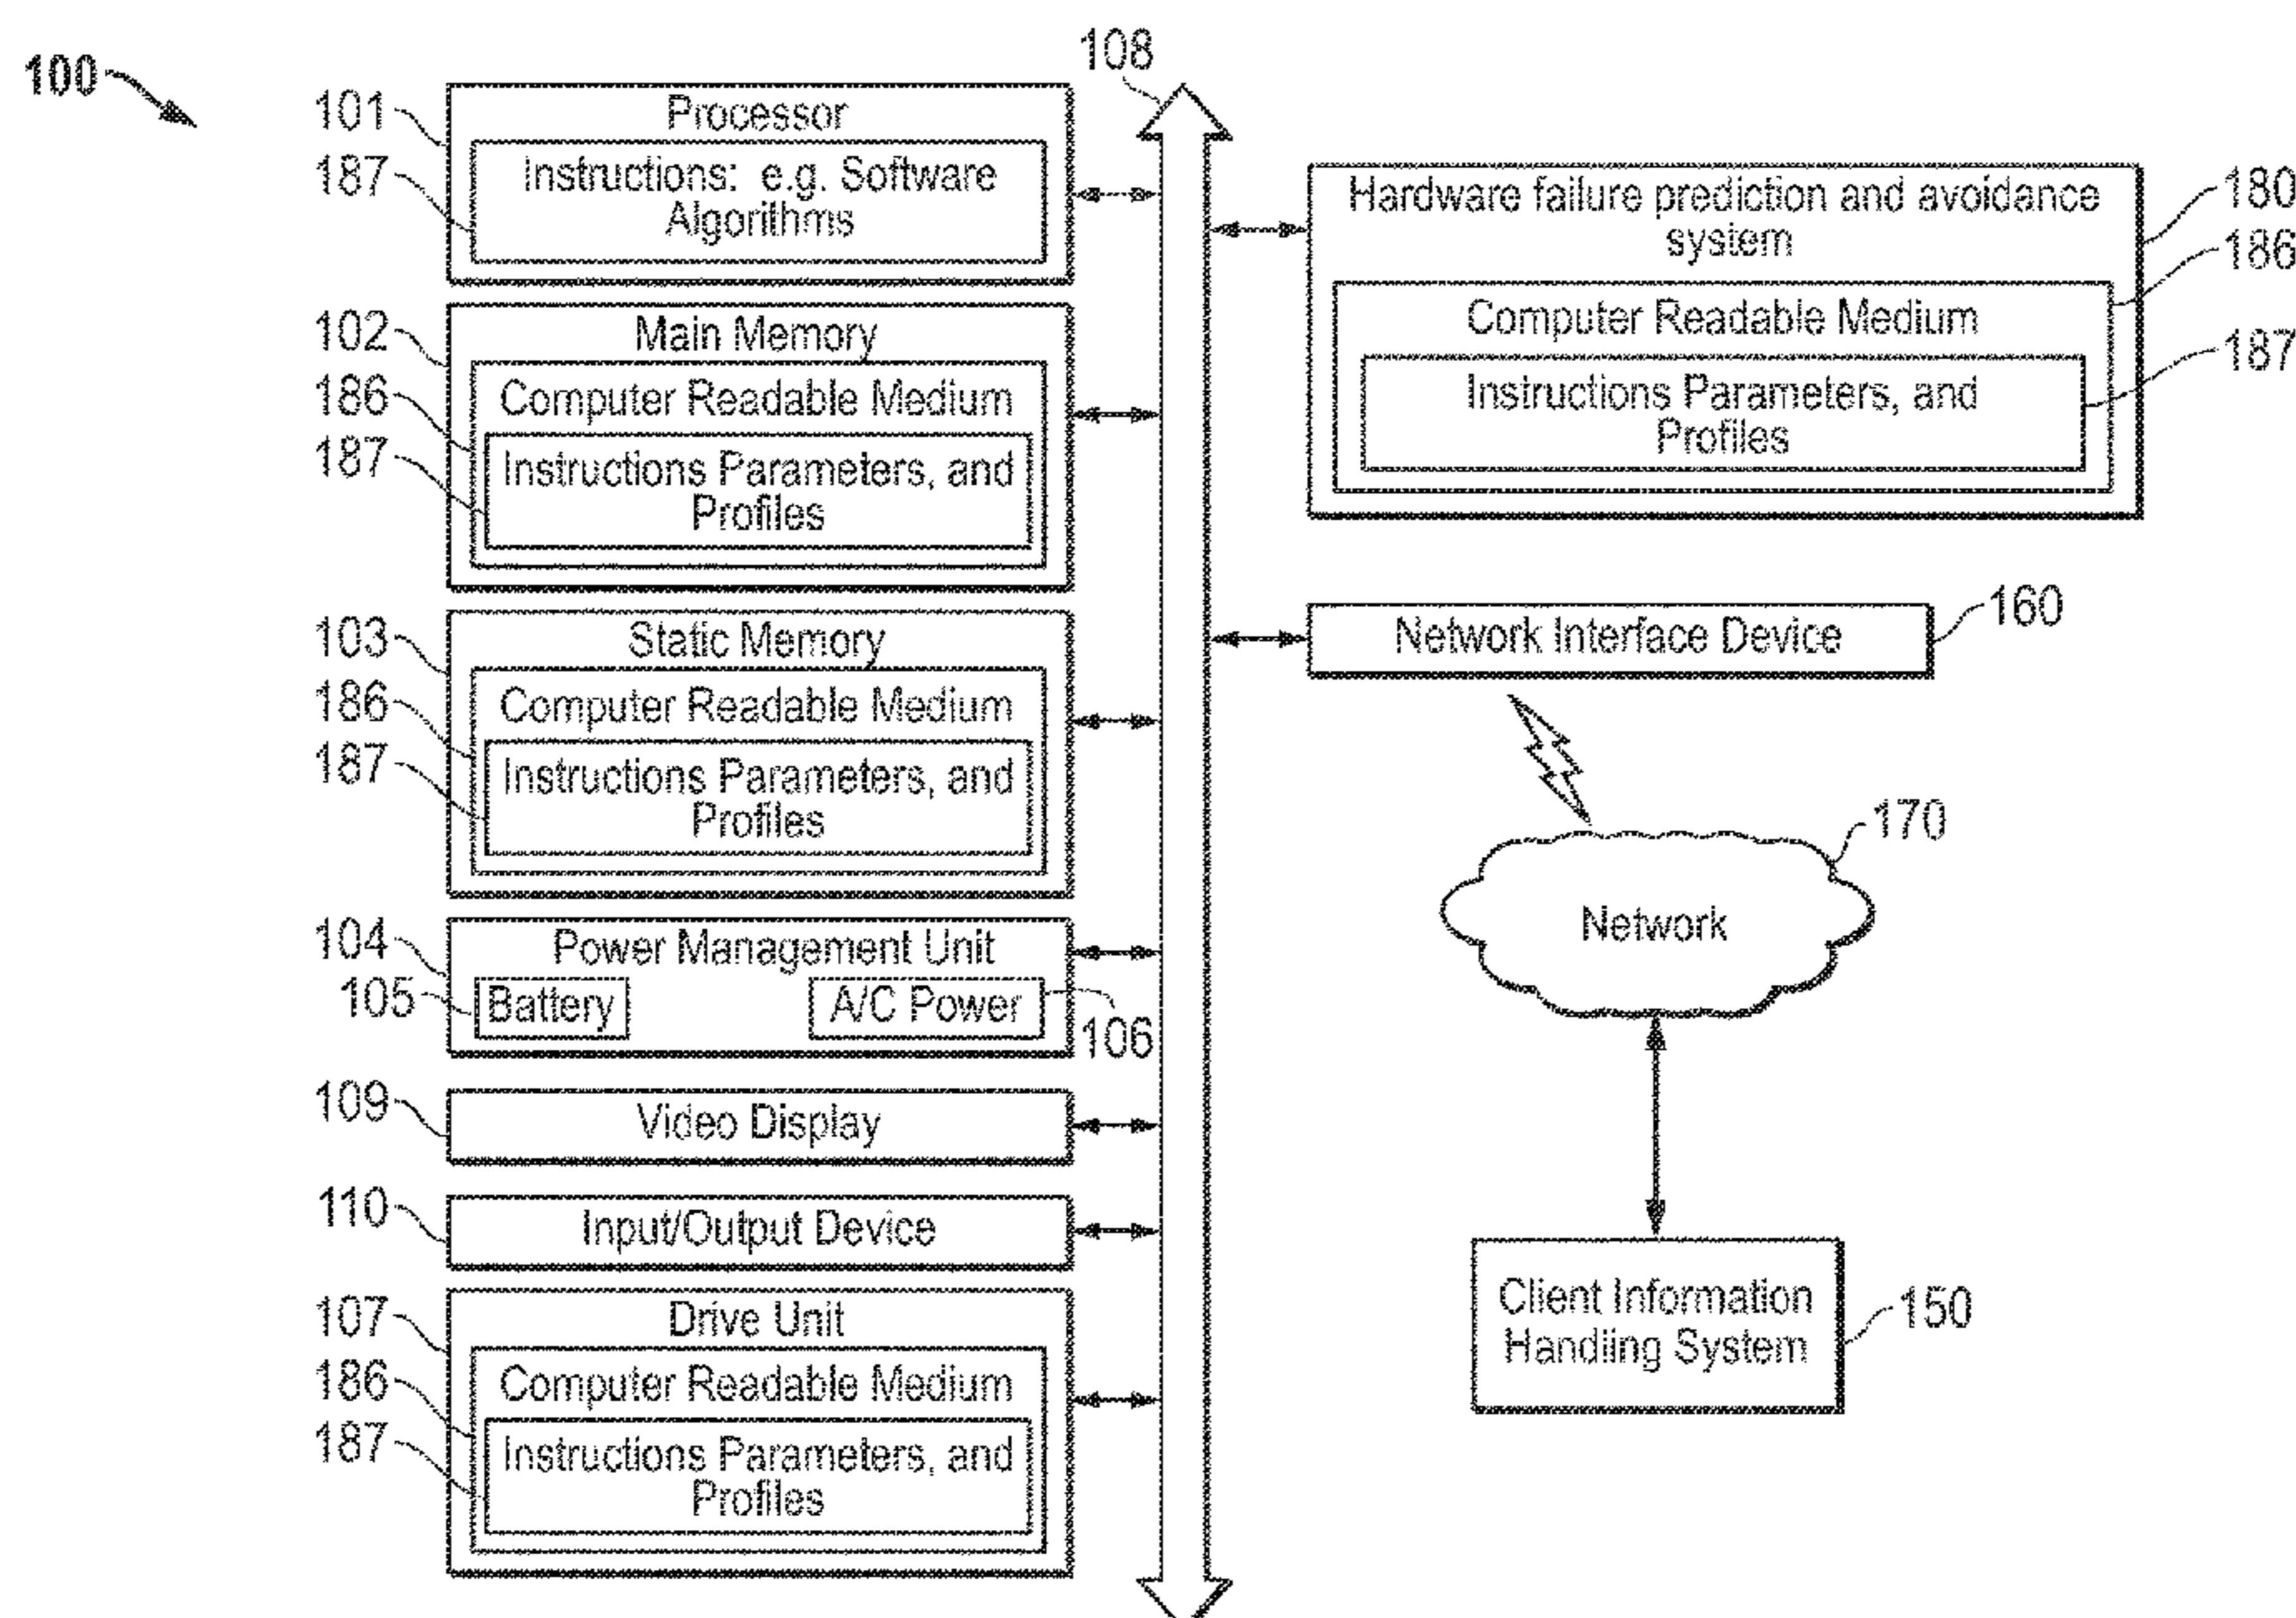 100
108
101
Processor
187
Instructions: e.g. Software
Algorithms
102
Main Memory
186
Computer Readable Medium
187
Instructions Parameters, and
Profiles
103
Static Memory
186
Computer Readable Medium
187
Instructions Parameters, and
Profiles
104
Power Management Unit
105
Battery
A/C Power
106
109
Video Display
110
Input/Output Device
107
Drive Unit
186
Computer Readable Medium
187
Instructions Parameters, and
Profiles
Hardware failure prediction and avoidance
system
180
186
Computer Readable Medium
187
Instructions Parameters, and
Profiles
160
Network Interface Device
170
Network
Client Information
Handling System
150